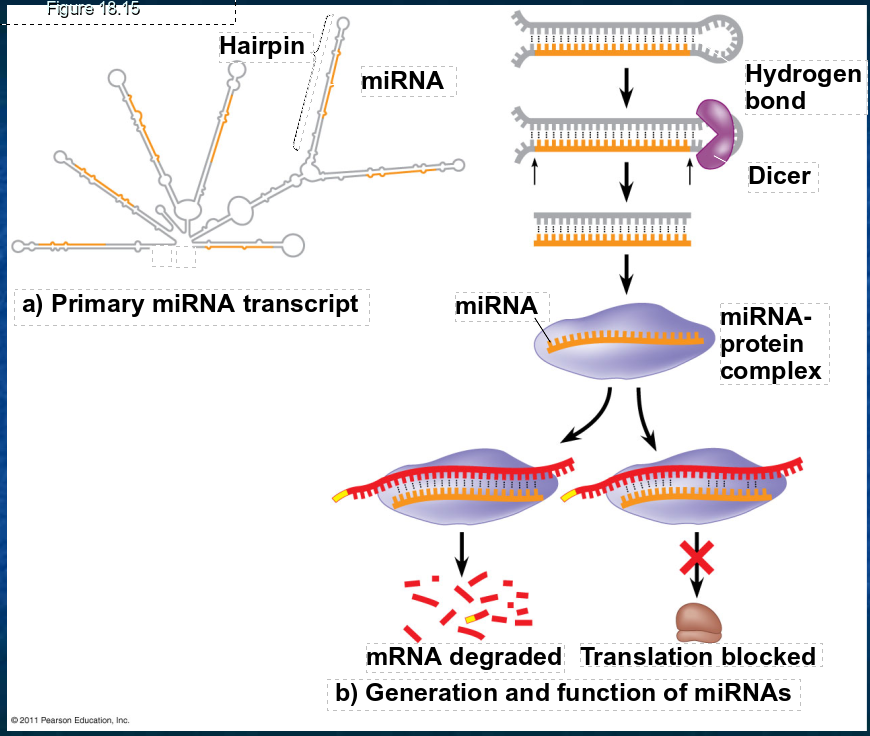 Figure 18.15
Hairpin
miRNA
Hydrogen
bond
Dicer
a) Primary miRNA transcript
miRNA
miRNA-
protein
complex
mRNA degraded
Translation blocked
b) Generation and function of miRNAs
© 2011 Pearson Education, Inc.